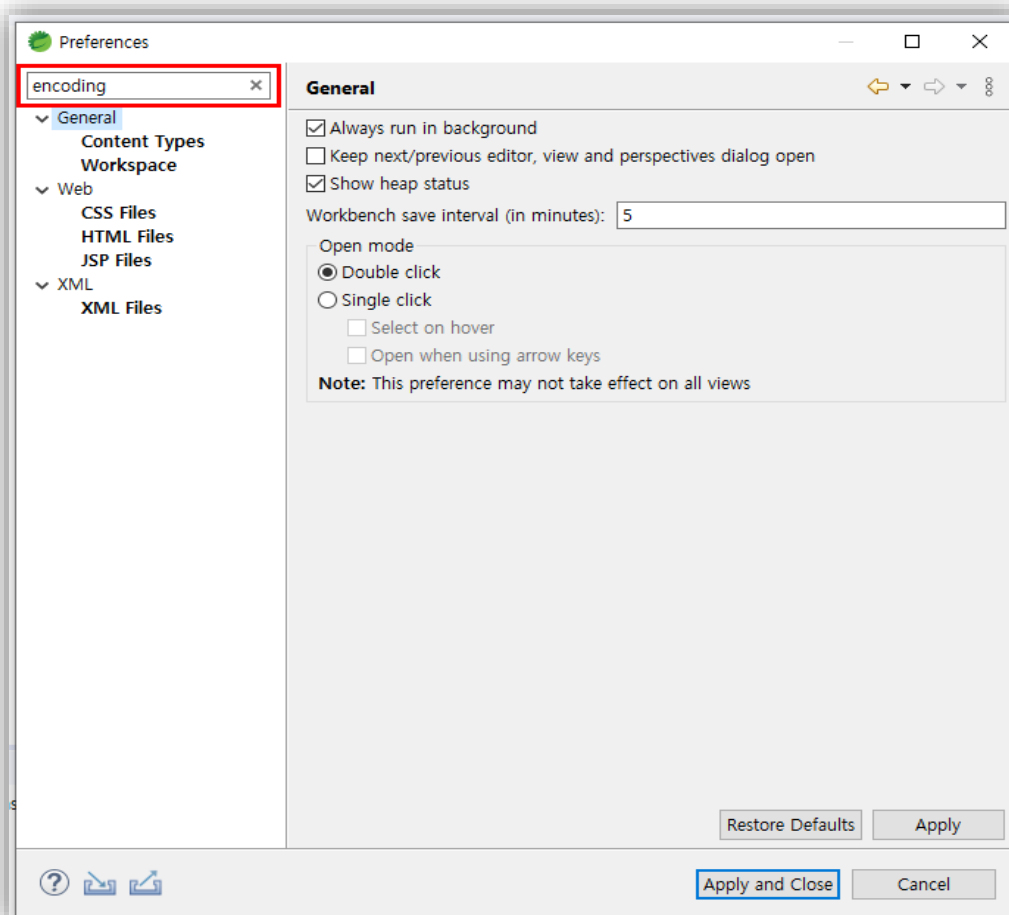 Preferences
encoding
General
Content Types
Workspace
Web
CSS Files
HTML Files
JSP Files
XML
XML Files
General
Always run in background
Keep next/previous editor, view and perspectives dialog open
Show heap status
Workbench save interval (in minutes): 5
Open mode
Double click
Single click
Select on hover
Open when using arrow keys
Note: This preference may not take effect on all views
Restore Defaults Apply
? Apply and Close Cancel